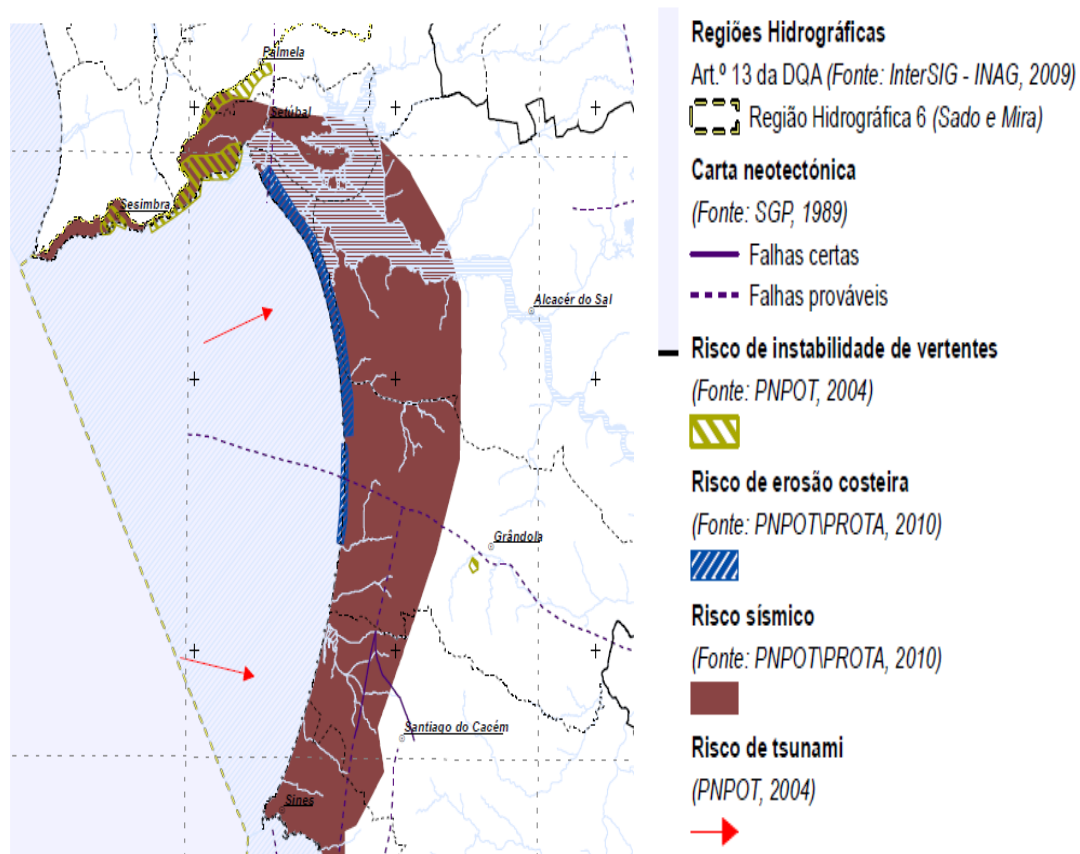 Palmela
Setúbal
Sesimbra
Alcacér do Sal
Grândola
Santiago do Cacém
Sines
Regiões Hidrográficas
Art.º 13 da DQA (Fonte: InterSIG - INAG, 2009)
Região Hidrográfica 6 (Sado e Mira)
Carta neotectónica
(Fonte: SGP, 1989)
Falhas certas
Falhas prováveis
Risco de instabilidade de vertentes
(Fonte: PNPOT, 2004)
Risco de erosão costeira
(Fonte: PNPOT\PROTA, 2010)
Risco sísmico
(Fonte: PNPOT\PROTA, 2010)
Risco de tsunami
(PNPOT, 2004)